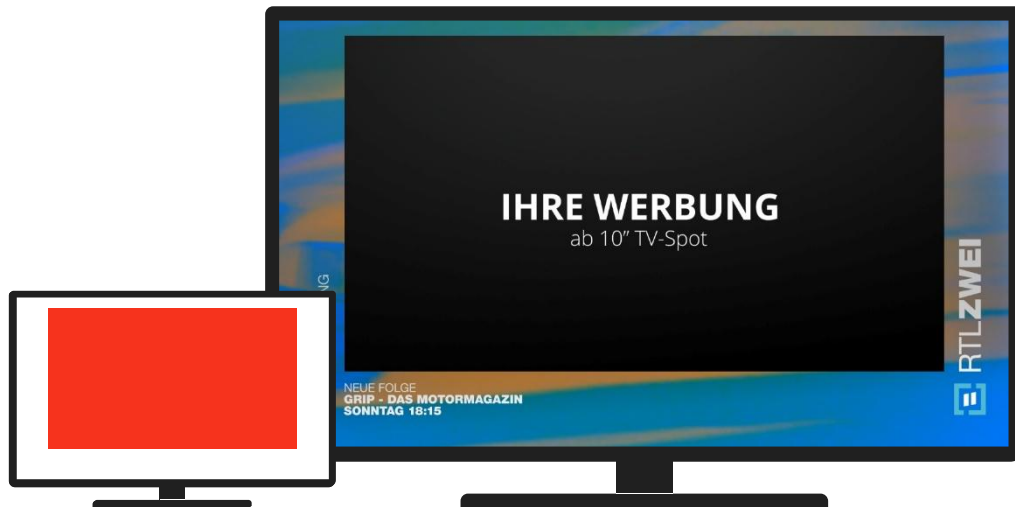 IHRE WERBUNG
ab 10” TV-Spot
NEUE FOLGE
GRIP - DAS MOTORMAGAZIN
SONNTAG 18:15
RTLZWEI